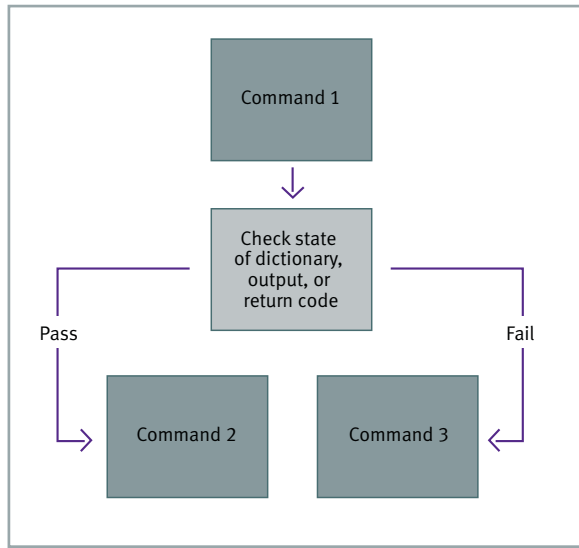 Command 1
Check state
of dictionary,
output, or
return code
Pass
Fail
Command 2
Command 3